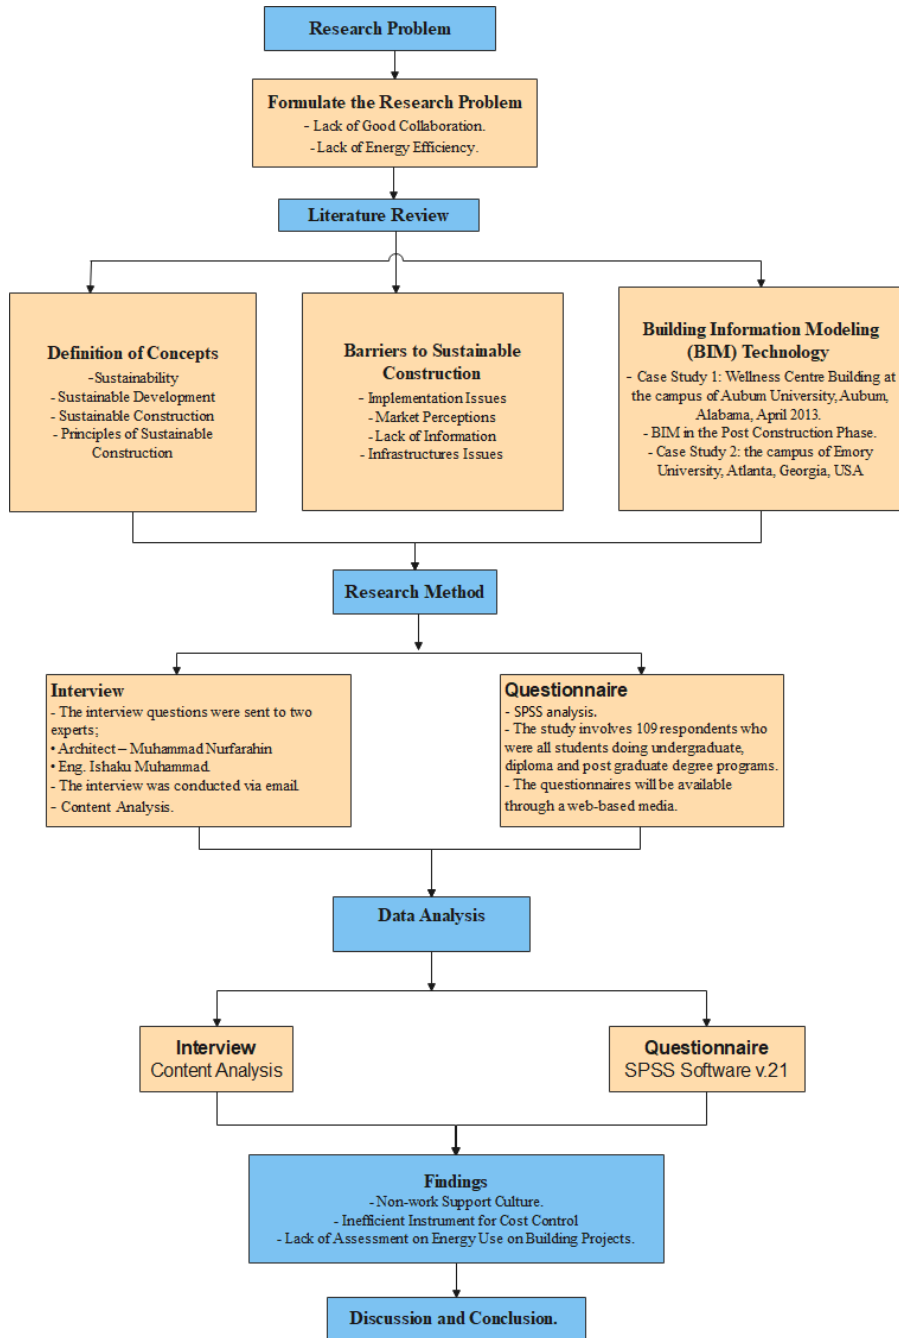 Research Problem
Formulate the Research Problem
- Lack of Good Collaboration.
- Lack of Energy Efficiency.
Literature Review
Definition of Concepts
-Sustainability
- Sustainable Development
- Sustainable Construction
- Principles of Sustainable
Construction
Barriers to Sustainable
Construction
- Implementation Issues
- Market Perceptions
- Lack of Information
- Infrastructures Issues
Building Information Modeling
(BIM) Technology
- Case Study 1: Wellness Centre Building at
the campus of Auburn University, Auburn,
Alabama, April 2013.
- BIM in the Post Construction Phase.
- Case Study 2: the campus of Emory
University, Atlanta, Georgia, USA
Research Method
Interview
- The interview questions were sent to two
experts;
• Architect – Muhammad Nurfarahin
• Eng. Ishaku Muhammad.
- The interview was conducted via email.
- Content Analysis.
Questionnaire
- SPSS analysis.
- The study involves 109 respondents who
were all students doing undergraduate,
diploma and post graduate degree programs.
- The questionnaires will be available
through a web-based media.
Data Analysis
Interview
Content Analysis
Questionnaire
SPSS Software v.21
Findings
- Non-work Support Culture.
- Inefficient Instrument for Cost Control
- Lack of Assessment on Energy Use on Building Projects.
Discussion and Conclusion.